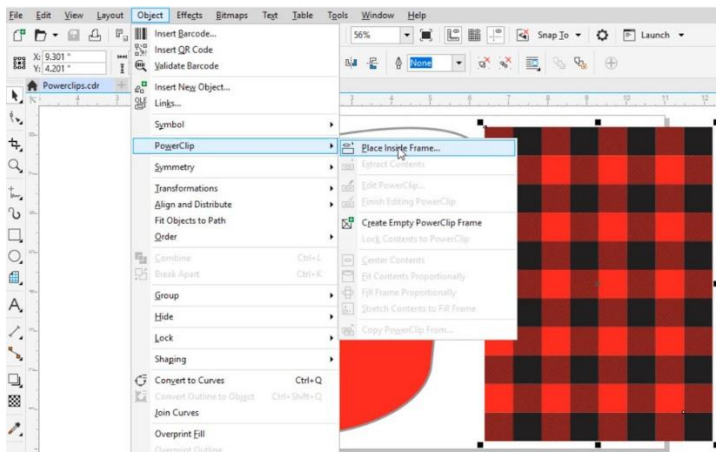 File Edit View Layout Object Effects Bitmaps Text Table Tools Window Help
56% Snap To Launch
X: 9.301 "
Y: 4.201 "
None
Powerclips.cdr
Insert Barcode...
Insert QR Code
Validate Barcode
Insert New Object...
Links...
Symbol
PowerClip
Symmetry
Transformations
Align and Distribute
Fit Objects to Path
Order
Combine Ctrl+L
Break Apart Ctrl+K
Group
Hide
Lock
Shaping
Convert to Curves Ctrl+Q
Convert Outline to Object Ctrl+Shift+Q
Join Curves
Overprint Fill
Overprint Outline
Place Inside Frame...
Extract Contents
Edit PowerClip...
Finish Editing PowerClip
Create Empty PowerClip Frame
Lock Contents to PowerClip
Center Contents
Fit Contents Proportionally
Fill Frame Proportionally
Stretch Contents to Fill Frame
Copy PowerClip From...